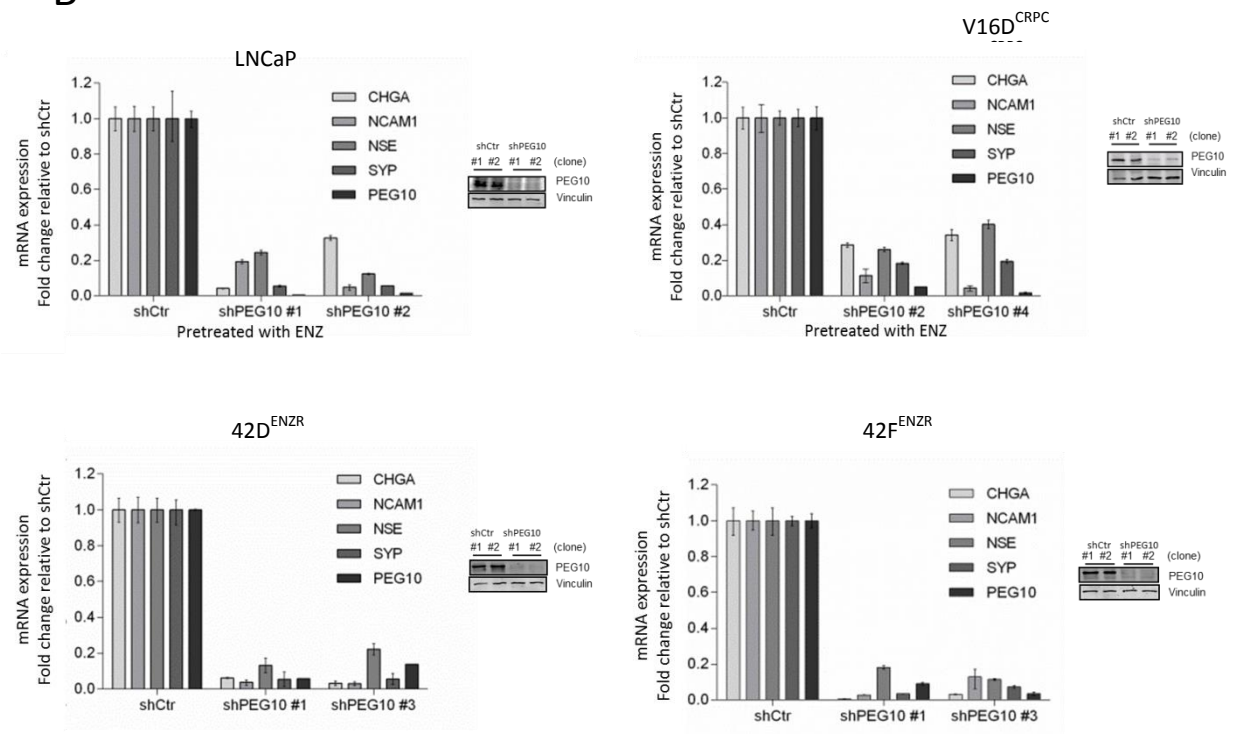 LNCaP
mRNA expression
Fold change relative to shCtr
1.2
1.0
0.8
0.6
0.4
0.2
0.0
CHGA
NCAM1
NSE
SYP
PEG10
shCtr
shPEG10 #1
shPEG10 #2
Pretreated with ENZ
shCtr shPEG10
#1 #2 #1 #2 (clone)
PEG10
Vinculin
V16D^CRPC
mRNA expression
Fold change relative to shCtr
1.2
1.0
0.8
0.6
0.4
0.2
0.0
CHGA
NCAM1
NSE
SYP
PEG10
shCtr
shPEG10 #2
shPEG10 #4
Pretreated with ENZ
shCtr shPEG10
#1 #2 #1 #2 (clone)
PEG10
Vinculin
42D^ENZR
mRNA expression
Fold change relative to shCtr
1.2
1.0
0.8
0.6
0.4
0.2
0.0
CHGA
NCAM1
NSE
SYP
PEG10
shCtr
shPEG10 #1
shPEG10 #3
shCtr shPEG10
#1 #2 #1 #2 (clone)
PEG10
Vinculin
42F^ENZR
mRNA expression
Fold change relative to shCtr
1.2
1.0
0.8
0.6
0.4
0.2
0.0
CHGA
NCAM1
NSE
SYP
PEG10
shCtr
shPEG10 #1
shPEG10 #3
shCtr shPEG10
#1 #2 #1 #2 (clone)
PEG10
Vinculin